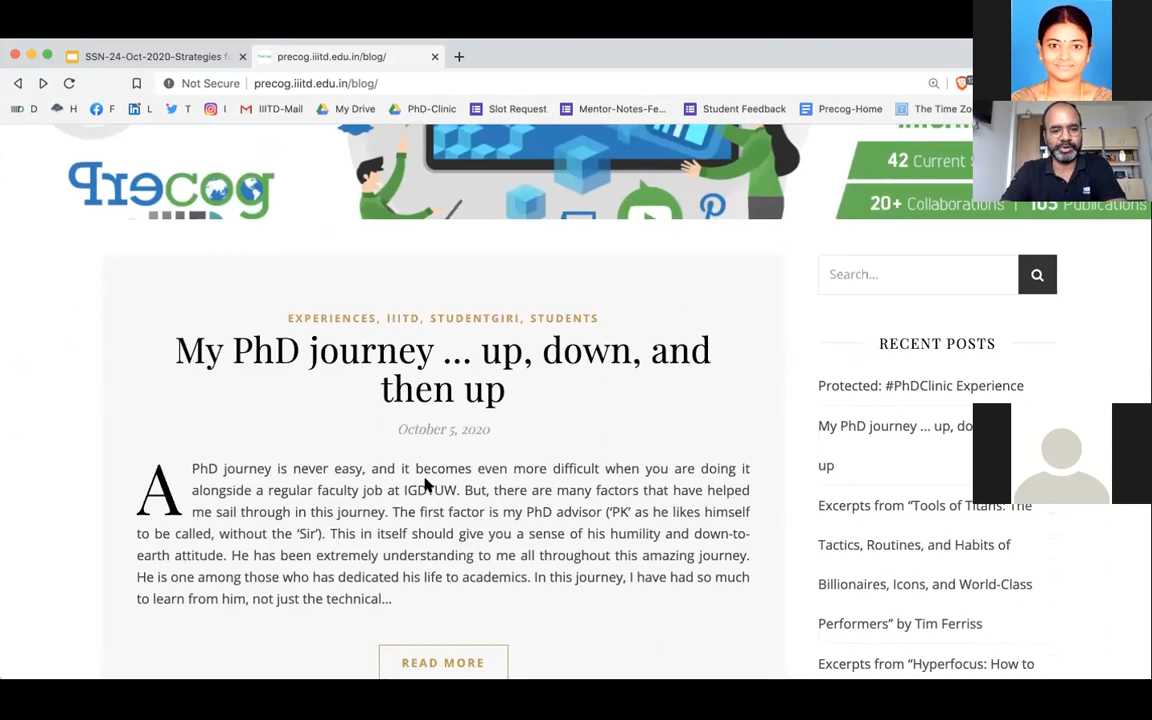 SSN-24-Oct-2020-Strategies fo
precog.iiitd.edu.in/blog/
Not Secure precog.iiitd.edu.in/blog/
D H F L T I IIITD-Mail My Drive PhD-Clinic Slot Request Mentor-Notes-Fe... Student Feedback Precog-Home The Time Zo
42 Current S
20+ Collaborations | 105 Publications
Precog
Search...
EXPERIENCES, IIITD, STUDENTGIRI, STUDENTS
My PhD journey ... up, down, and
then up
October 5, 2020
A PhD journey is never easy, and it becomes even more difficult when you are doing it
alongside a regular faculty job at IGDTUW. But, there are many factors that have helped
me sail through in this journey. The first factor is my PhD advisor (‘PK’ as he likes himself
to be called, without the ‘Sir’). This in itself should give you a sense of his humility and down-to-
earth attitude. He has been extremely understanding to me all throughout this amazing journey.
He is one among those who has dedicated his life to academics. In this journey, I have had so much
to learn from him, not just the technical...
READ MORE
RECENT POSTS
Protected: #PhDClinic Experience
My PhD journey ... up, do
up
Excerpts from “Tools of Titans: The
Tactics, Routines, and Habits of
Billionaires, Icons, and World-Class
Performers” by Tim Ferriss
Excerpts from “Hyperfocus: How to